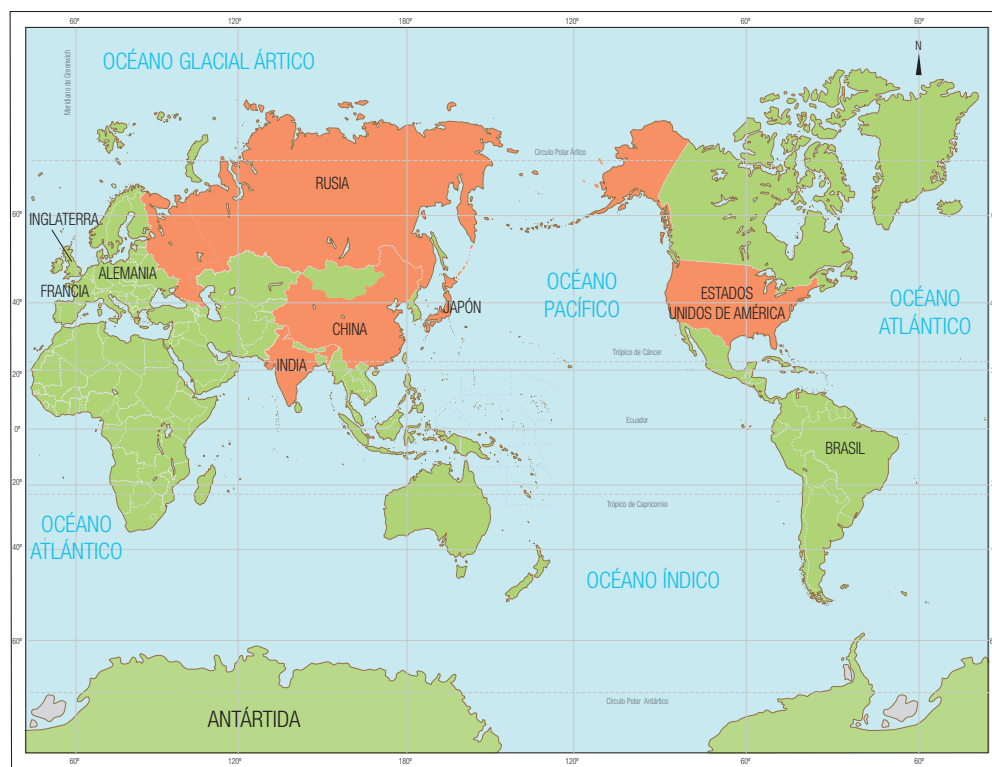 60°
120°
180°
120°
60°
60°
Meridiano de Greenwich
OCÉANO GLACIAL ÁRTICO
N
Círculo Polar Ártico
RUSIA
60°
INGLATERRA
ALEMANIA
FRANCIA
40°
JAPÓN
CHINA
INDIA
OCÉANO
PACÍFICO
ESTADOS
UNIDOS DE AMÉRICA
OCÉANO
ATLÁNTICO
Trópico de Cáncer
20°
Ecuador
0°
BRASIL
20°
Trópico de Capricornio
OCÉANO
ATLÁNTICO
40°
OCÉANO ÍNDICO
60°
Círculo Polar Antártico
ANTÁRTIDA
60°
120°
180°
120°
60°
60°